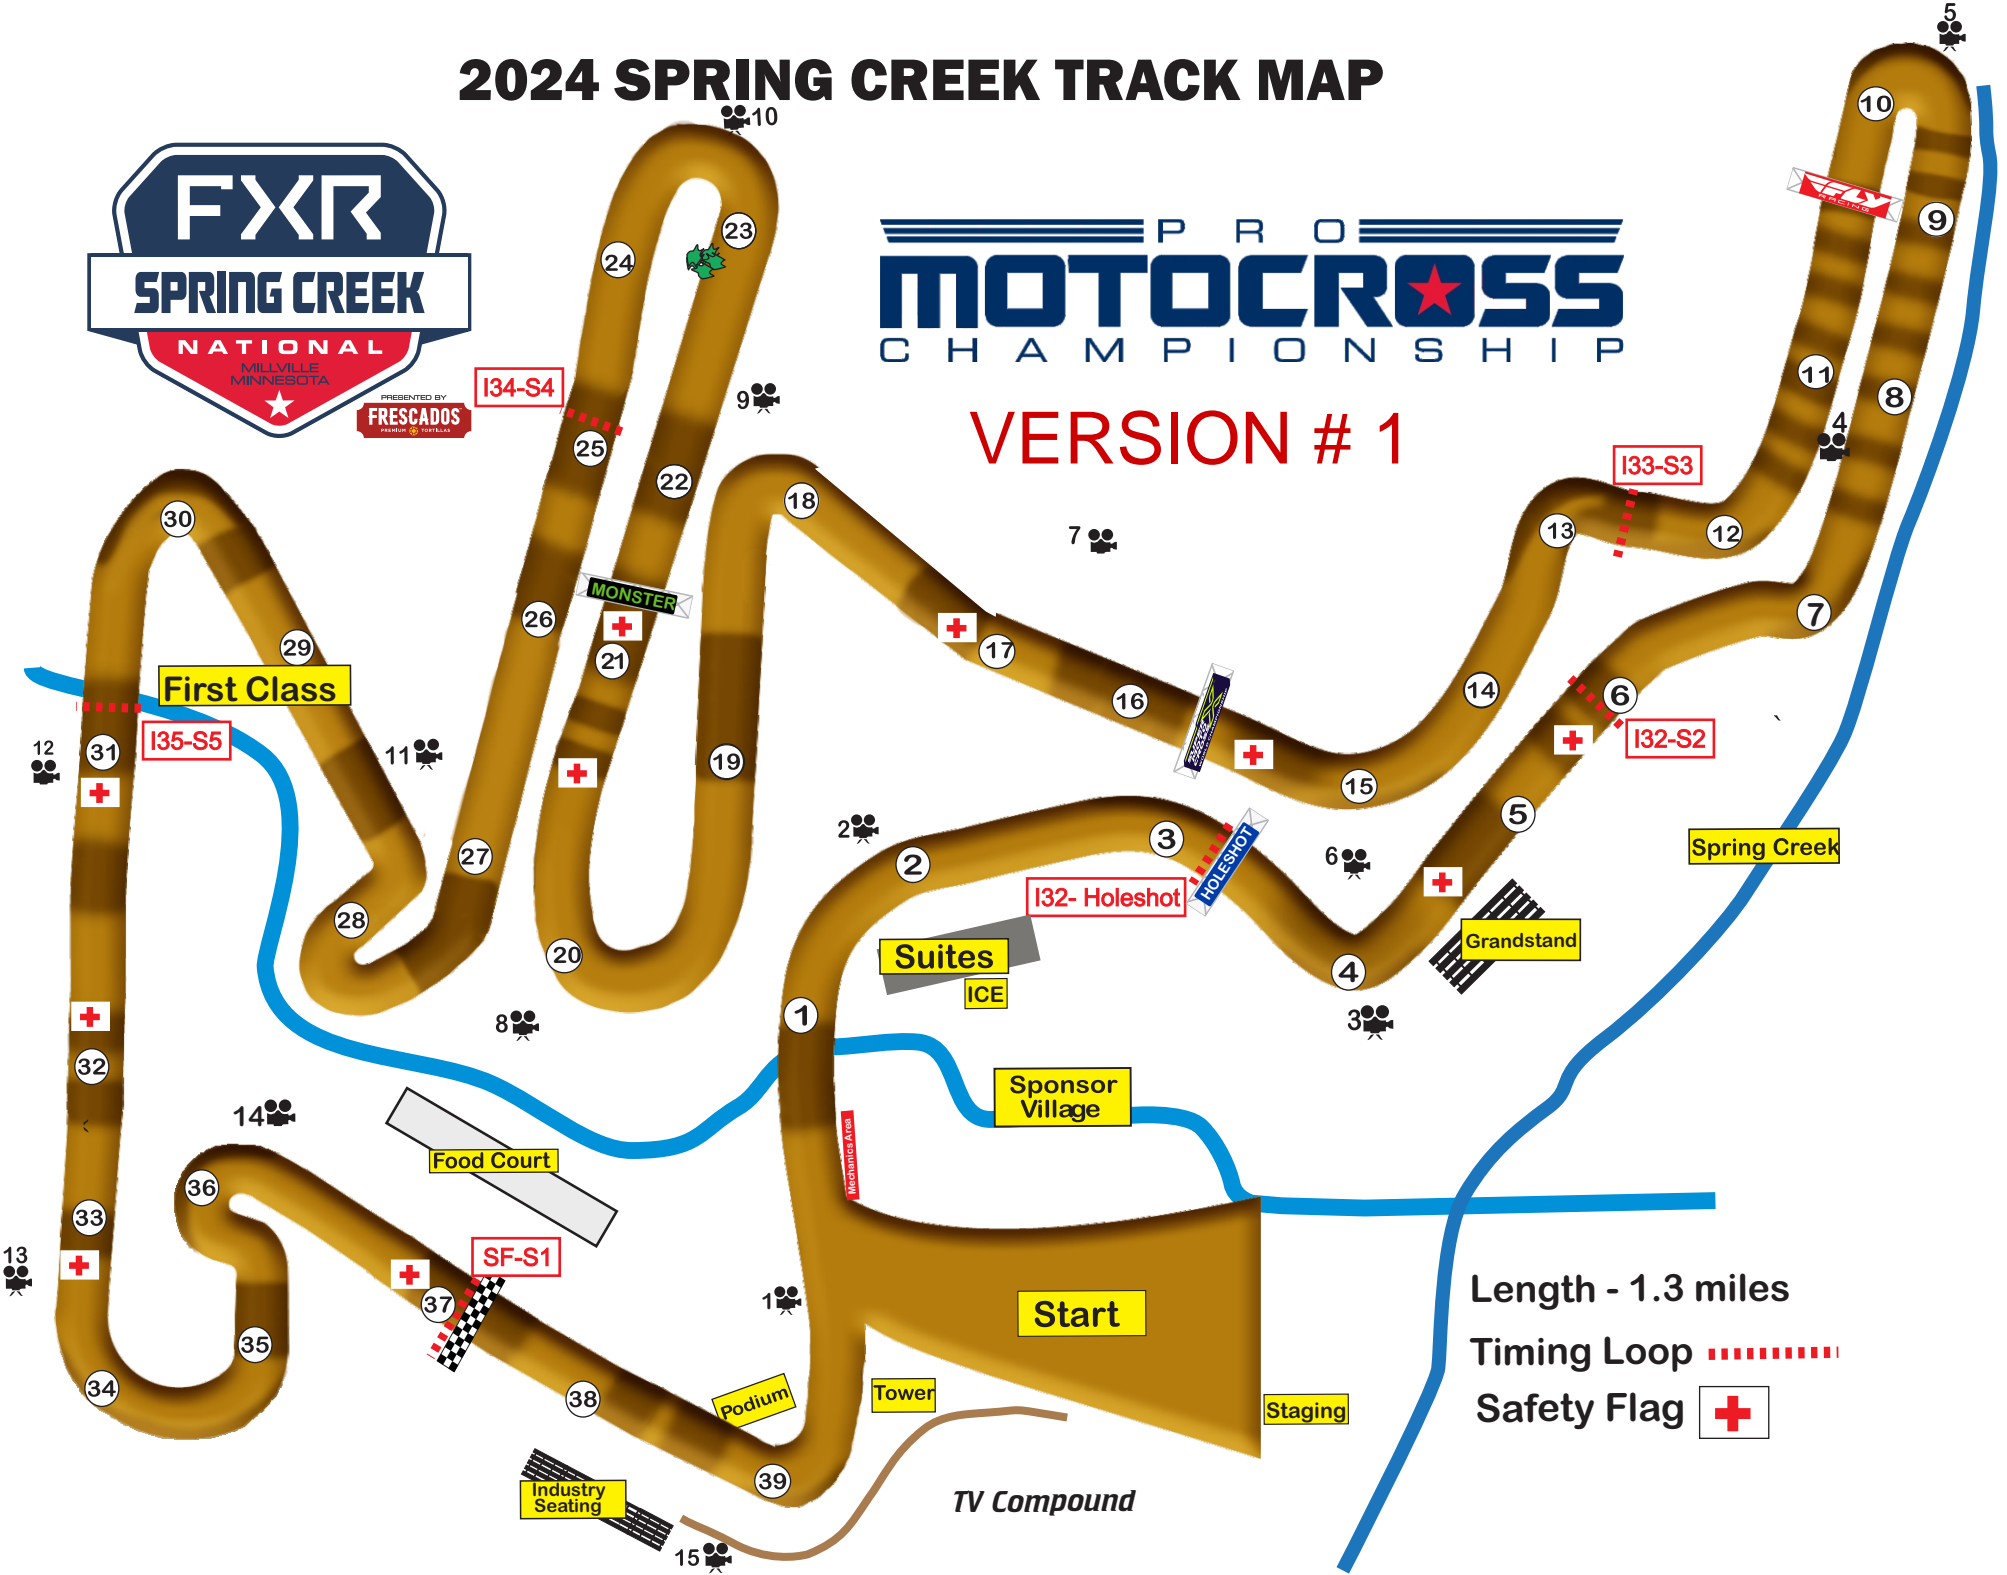 2024 SPRING CREEK TRACK MAP
FXR
SPRING CREEK
NATIONAL
MILLVILLE
MINNESOTA
PRESENTED BY
FRESCADOS
PREMIUM TORTILLAS
PRO
MOTOCROSS
CHAMPIONSHIP
VERSION # 1
5
10
10
FLY
RACING
9
23
24
11
8
4
I34-S4
9
25
22
18
I33-S3
7
13
12
30
MONSTER
26
21
17
7
29
First Class
16
14
6
I35-S5
I32-S2
`
12
31
11
19
15
5
2
3
HOLESHOT
6
Spring Creek
27
2
I32- Holeshot
28
20
Suites
ICE
4
Grandstand
1
8
3
32
Sponsor
Village
14
Mechanics Area
Food Court
36
33
13
SF-S1
37
1
Start
Length - 1.3 miles
35
Timing Loop
34
38
Podium
Tower
Staging
Safety Flag
39
Industry
Seating
TV Compound
15